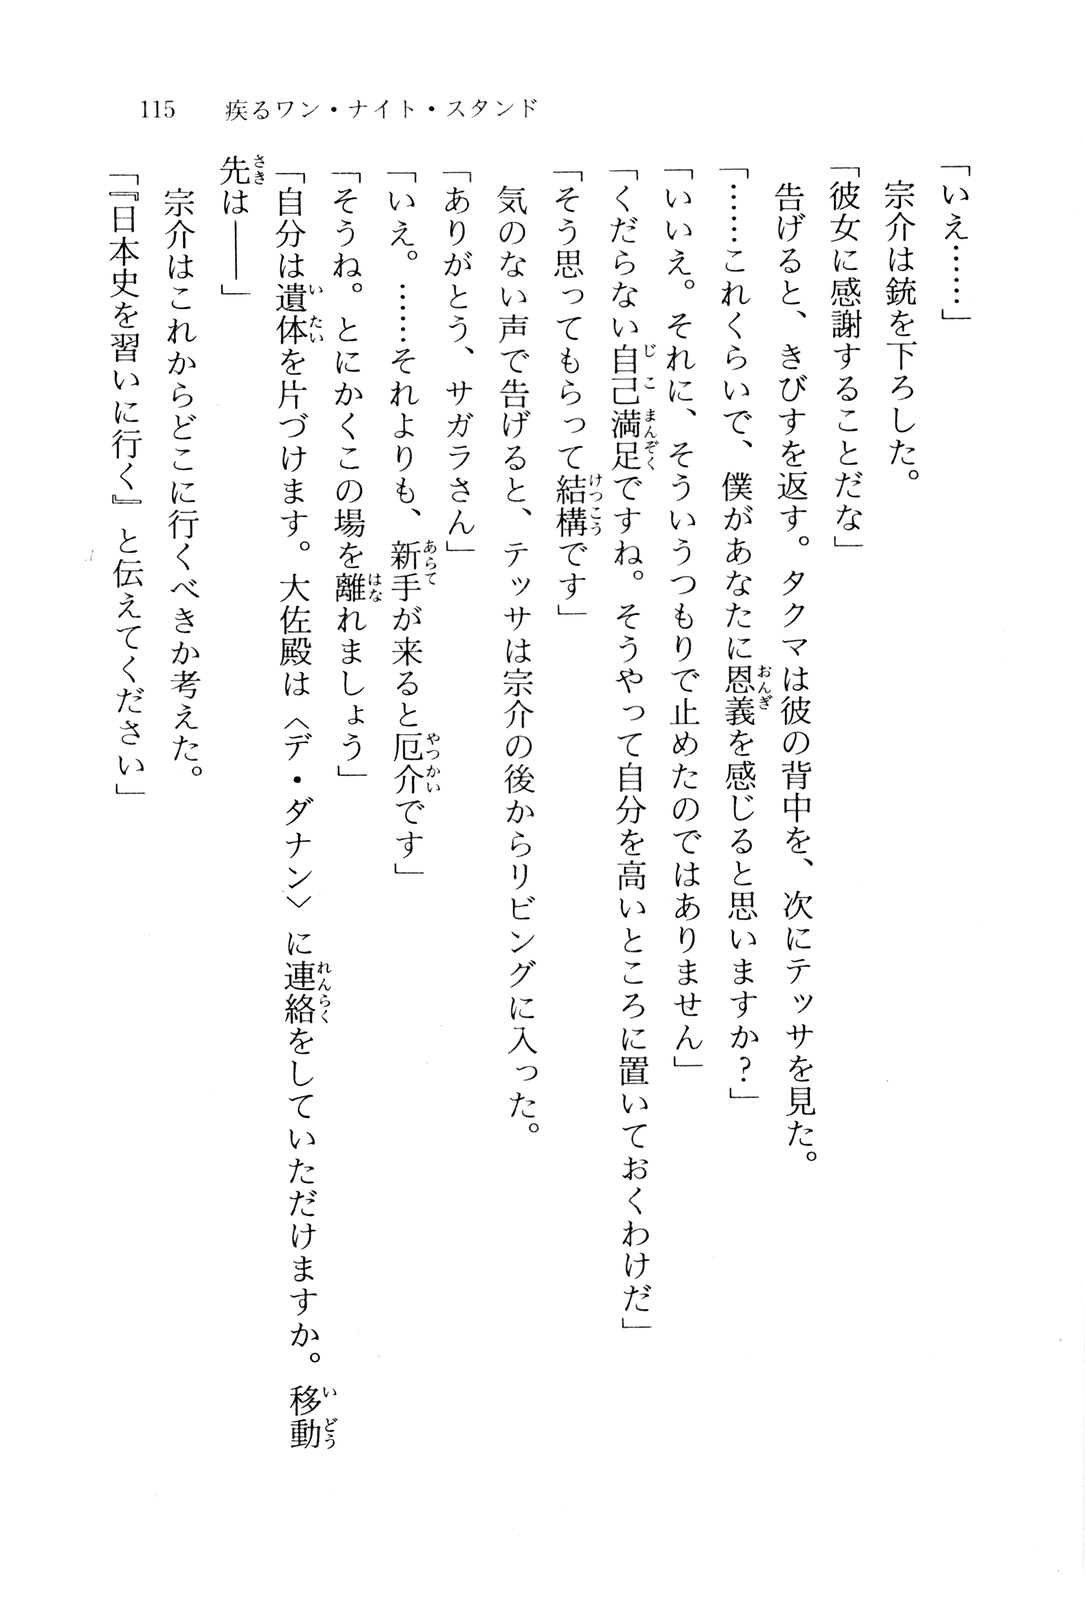 115　疾るワン・ナイト・スタンド
「いえ……」
　宗介は銃を下ろした。
「彼女に感謝することだな」
　告げると、きびすを返す。タクマは彼の背中を、次にテッサを見た。
「……これくらいで、僕があなたに恩義を感じると思いますか?」
「いいえ。それに、そういうつもりで止めたのではありません」
「くだらない自己満足ですね。そうやって自分を高いところに置いておくわけだ」
「そう思ってもらって結構です」
　気のない声で告げると、テッサは宗介の後からリビングに入った。
「ありがとう、サガラさん」
「いえ。……それよりも、新手が来ると厄介です」
「そうね。とにかくこの場を離れましょう」
「自分は遺体を片づけます。大佐殿は〈デ・ダナン〉に連絡をしていただけますか。移動
先は――」
　宗介はこれからどこに行くべきか考えた。
「『日本史を習いに行く』と伝えてください」